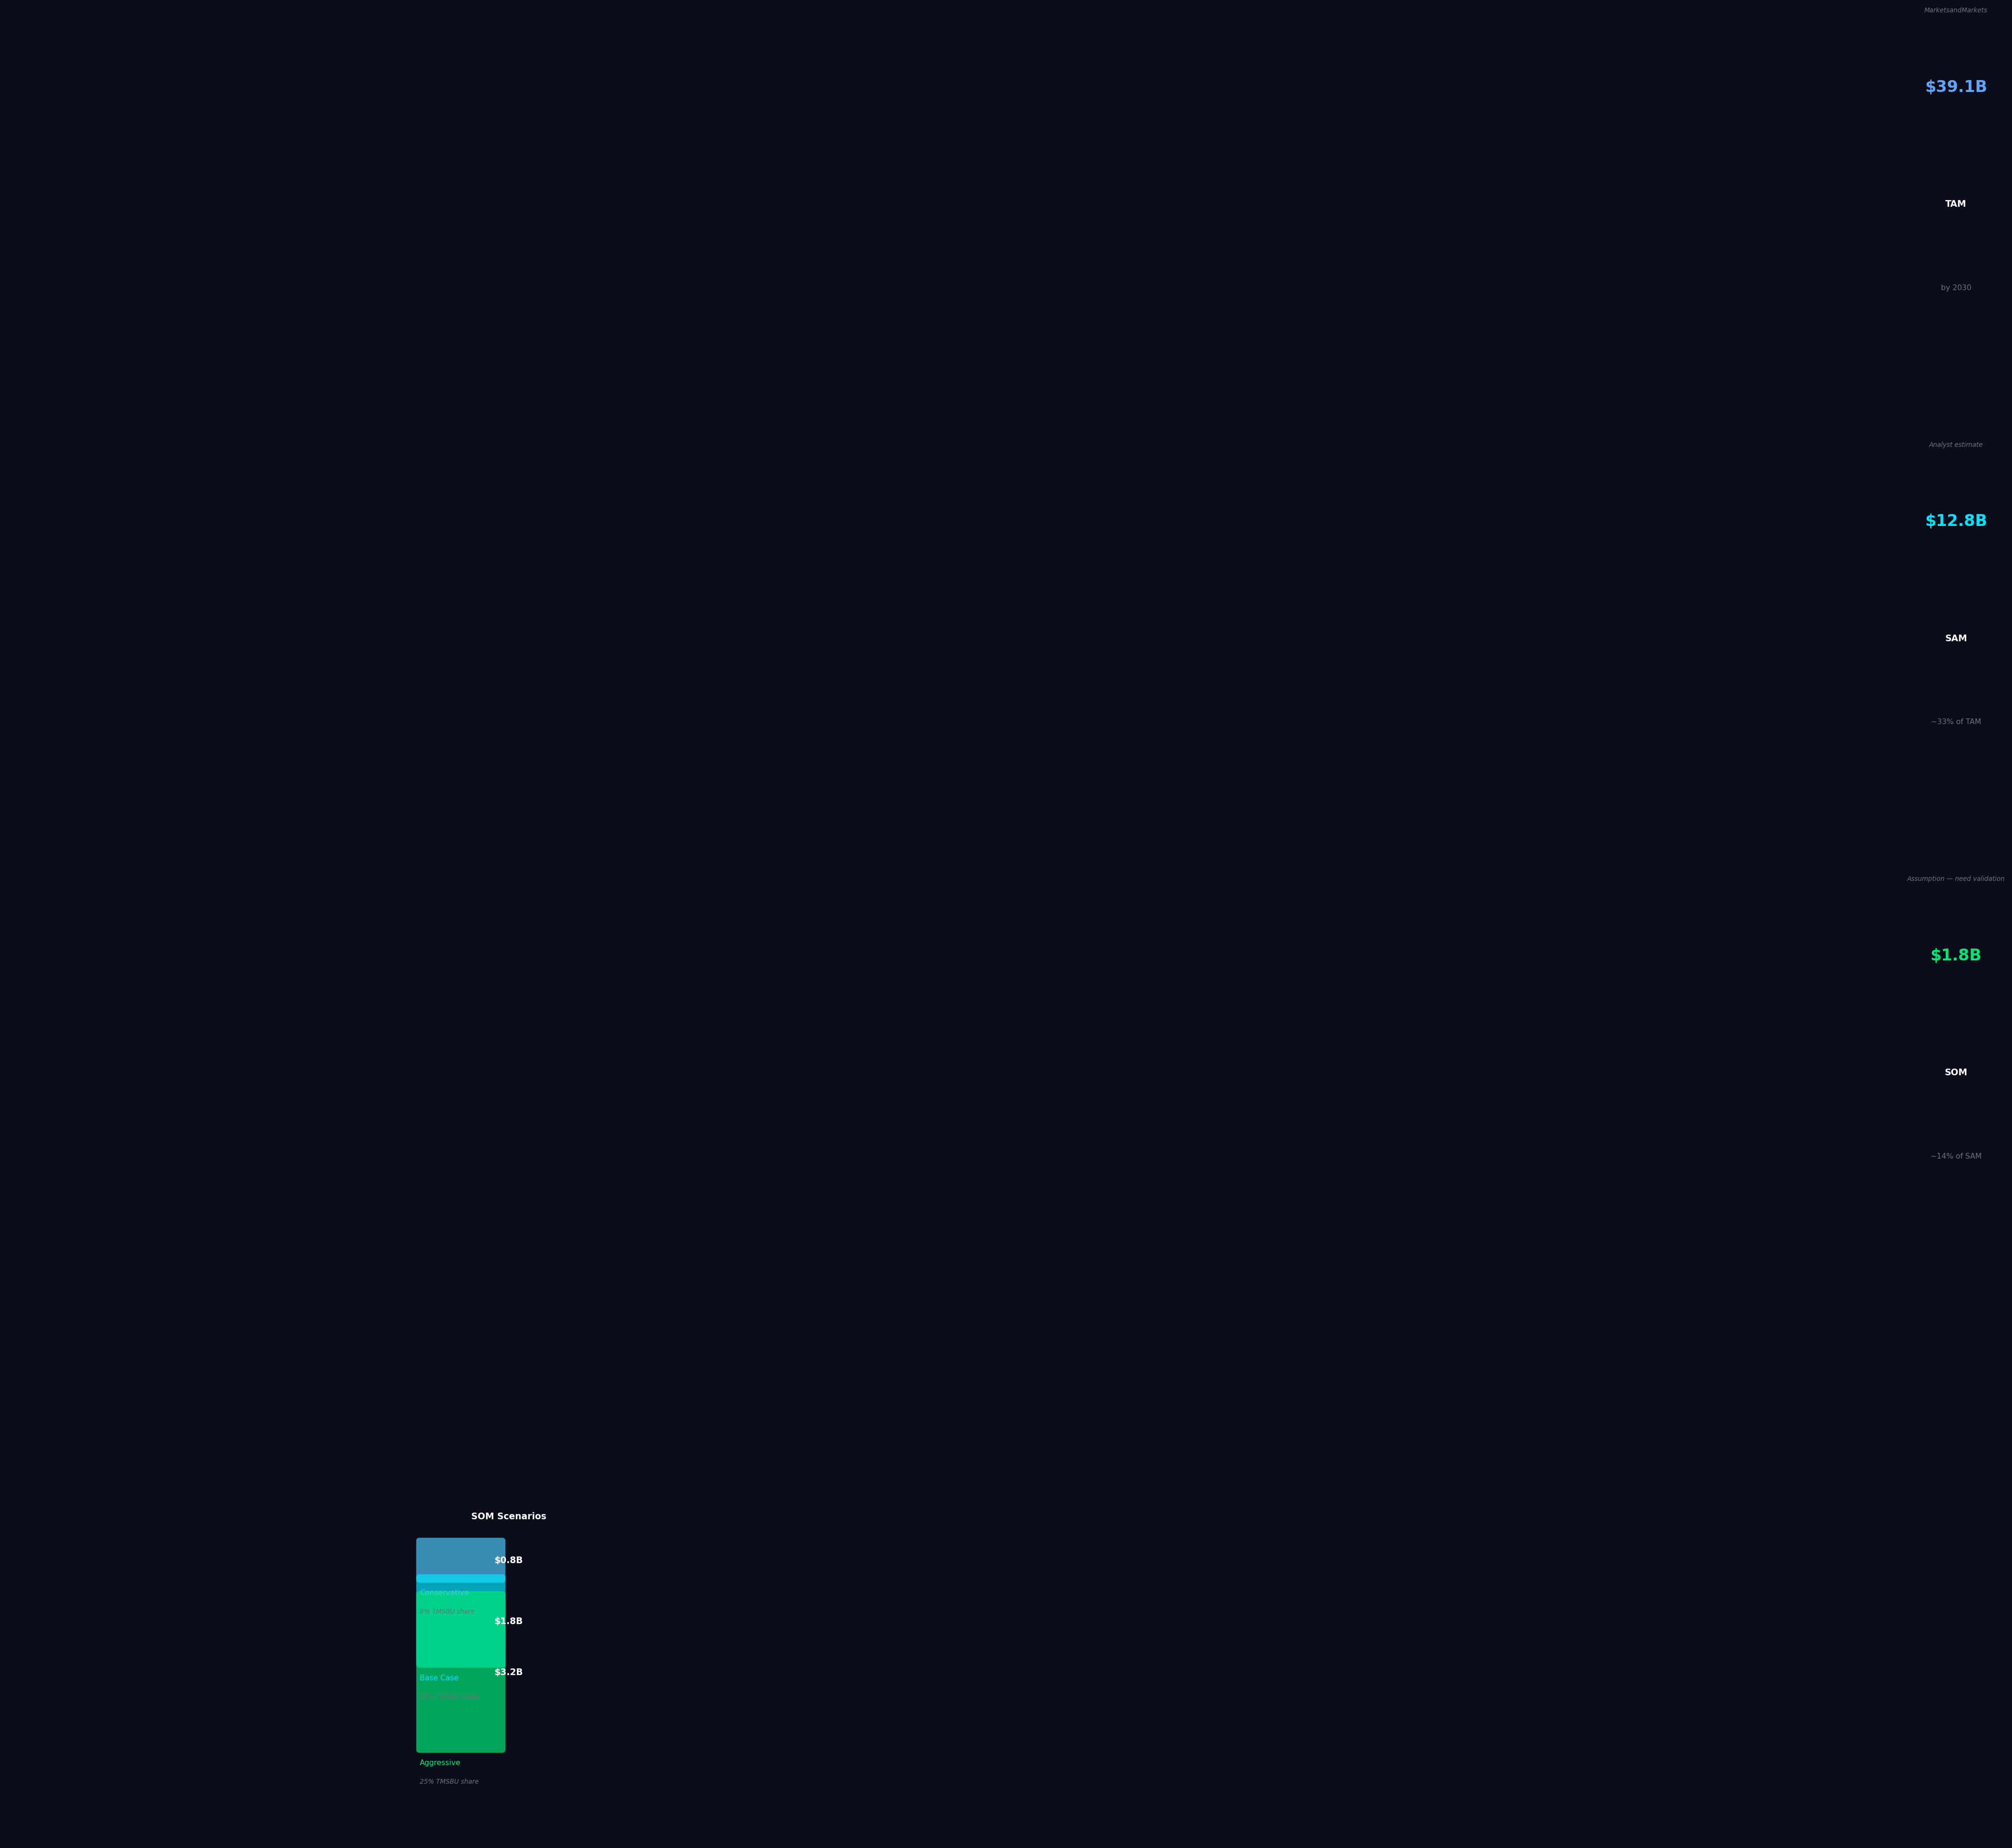 MarketsandMarkets
$39.1B
TAM
by 2030
Analyst estimate
$12.8B
SAM
~33% of TAM
Assumption — need validation
$1.8B
SOM
~14% of SAM
SOM Scenarios
$0.8B
Conservative
TMSBU share
$1.8B
$3.2B
Base Case
Aggressive
25% TMSBU share